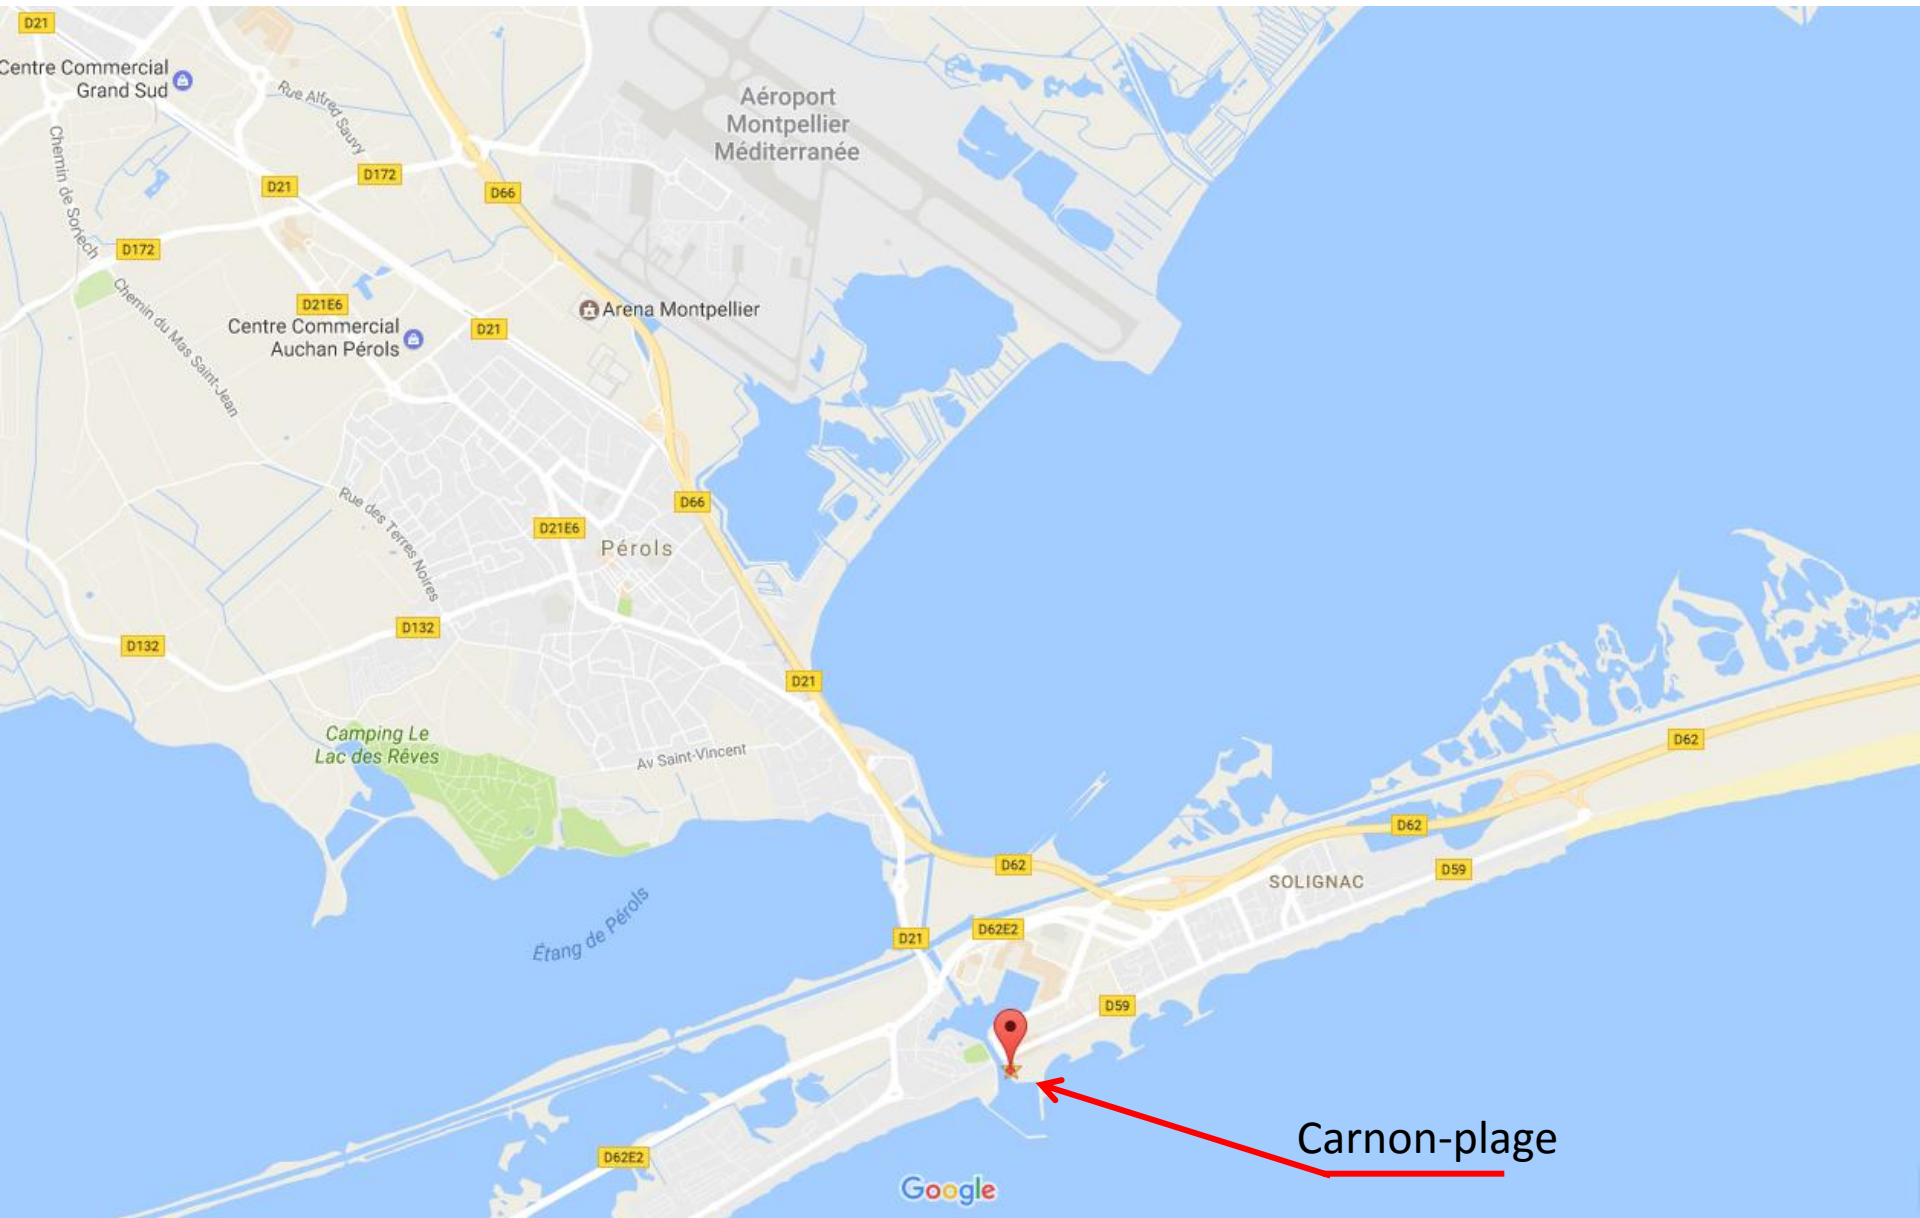 D21
Centre Commercial
Grand Sud
Rue Alfred Sauvy
Aéroport
Montpellier
Méditerranée
Chemin de Soriech
D172
D21
D66
D172
Chemin du Mas Saint-Jean
D21E6
Centre Commercial
Auchan Pérols
D21
Arena Montpellier
Rue des Terres Noires
D66
D21E6
Pérols
D132
D132
D21
Camping Le
Lac des Rêves
Av Saint-Vincent
D62
D62
D62
D59
SOLIGNAC
Étang de Pérols
D21
D62E2
D59
Carnon-plage
D62E2
Google